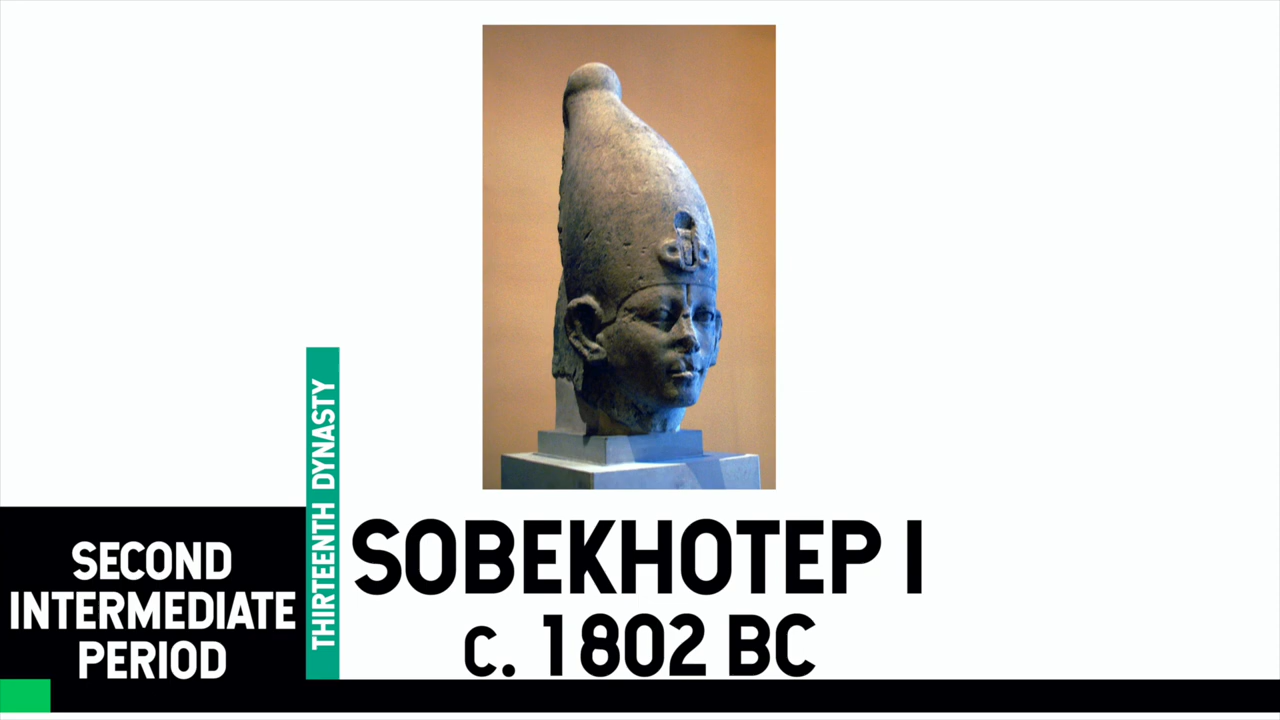 SOBEKHOTEP I
c. 1802 BC
THIRTEENTH DYNASTY
SECOND
INTERMEDIATE
PERIOD